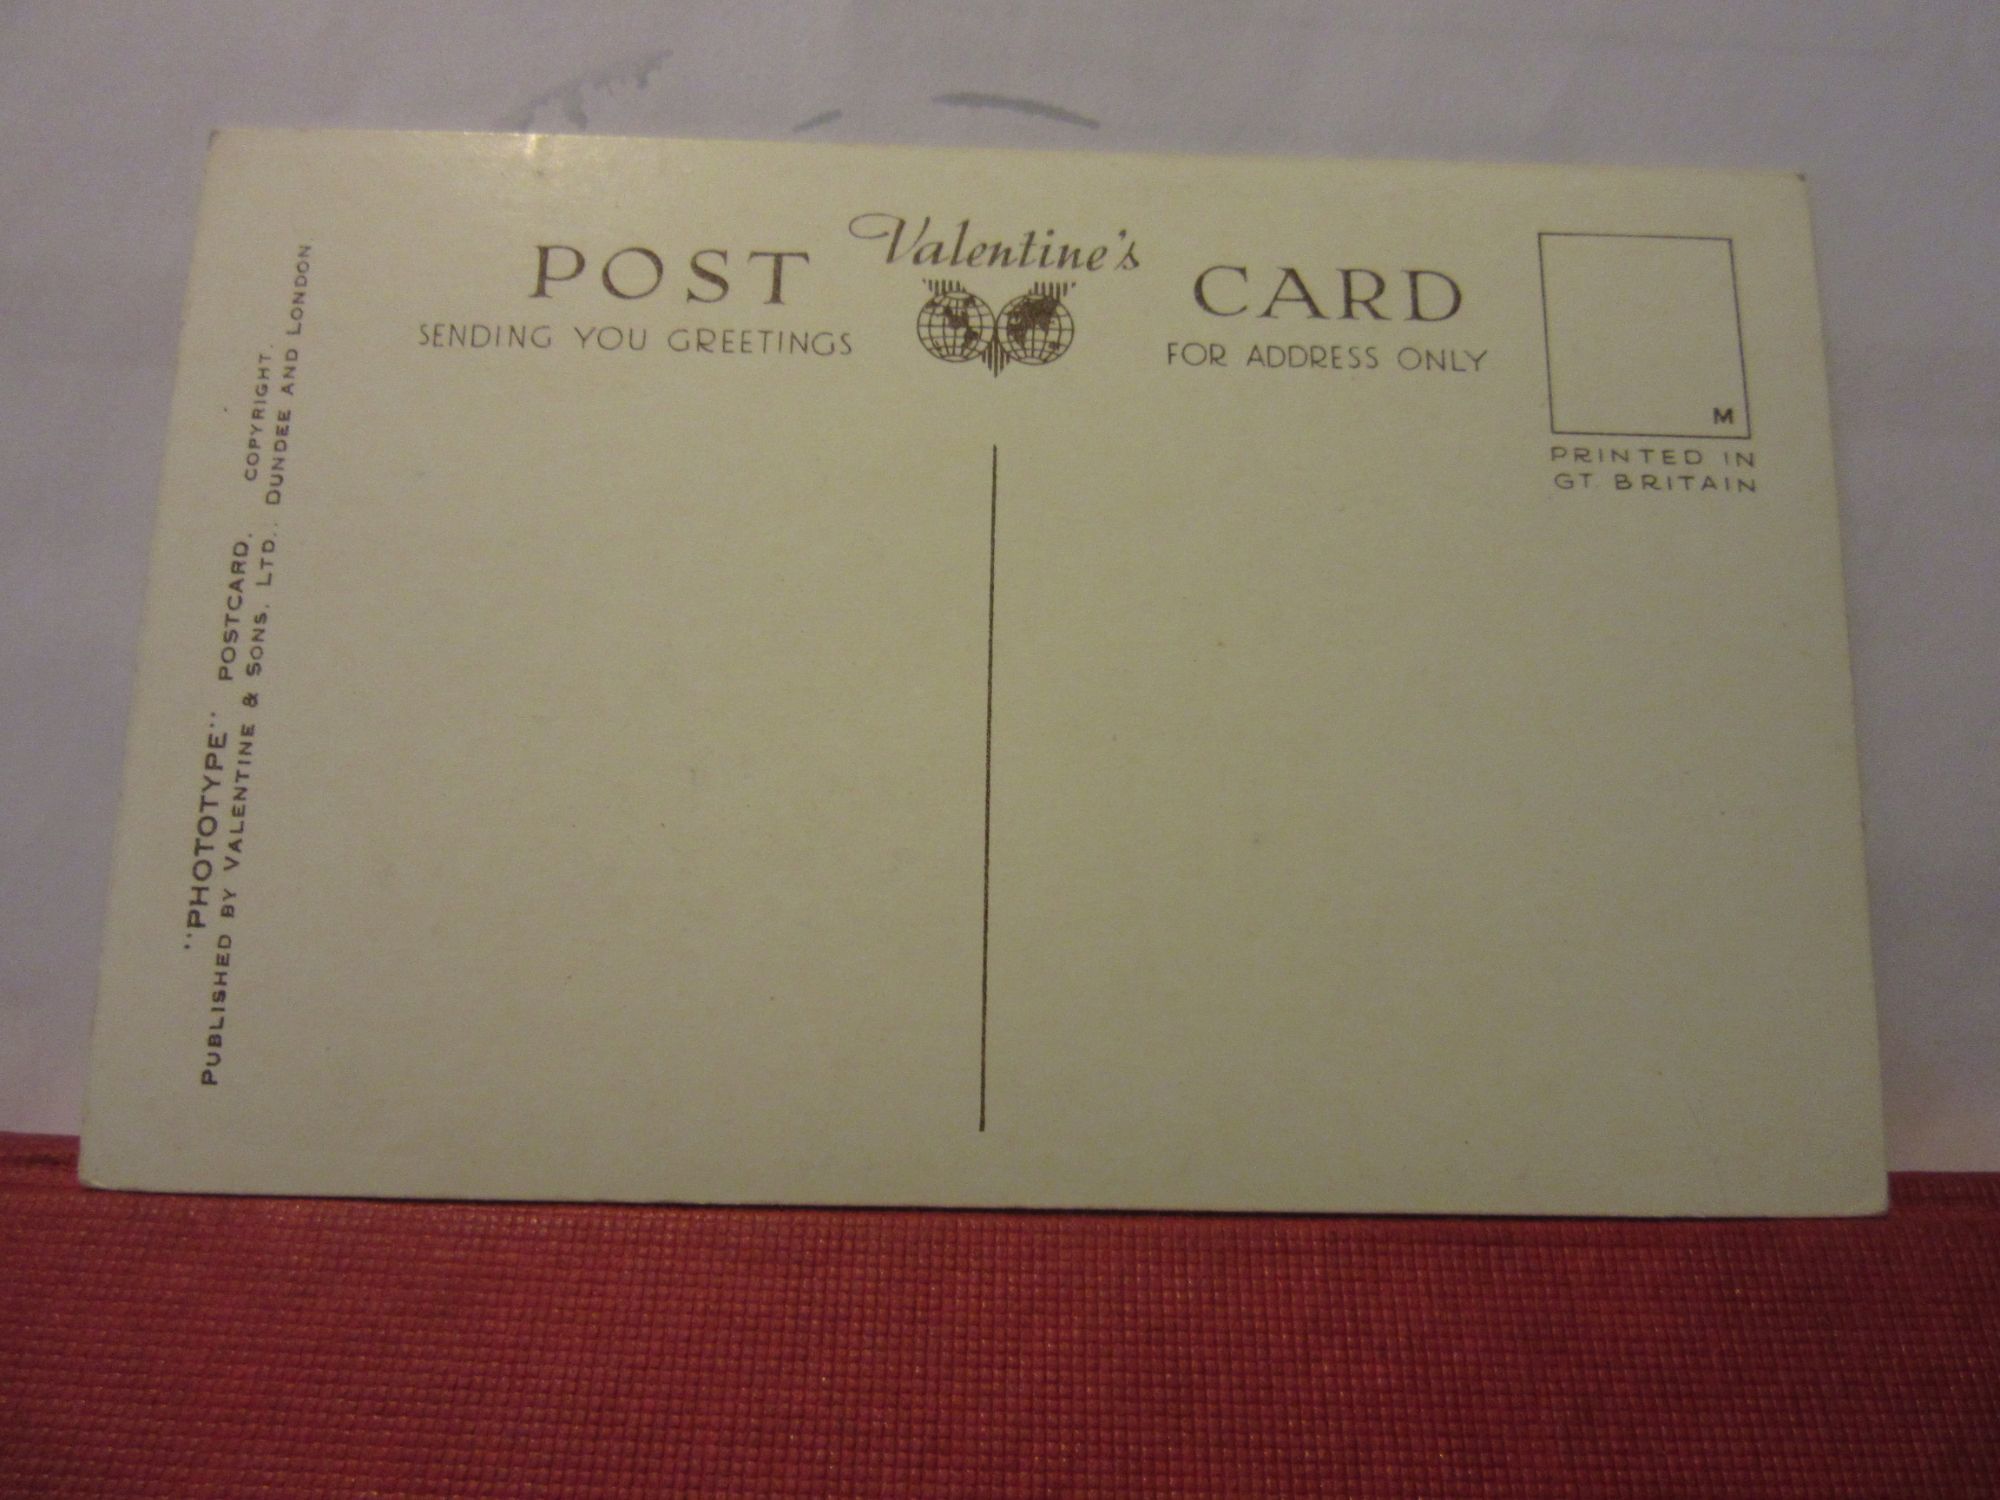 POST Valentine's CARD
SENDING YOU GREETINGS
FOR ADDRESS ONLY
M
PRINTED IN
GT. BRITAIN
"PHOTOTYPE" POSTCARD. COPYRIGHT.
PUBLISHED BY VALENTINE & SONS, LTD., DUNDEE AND LONDON.